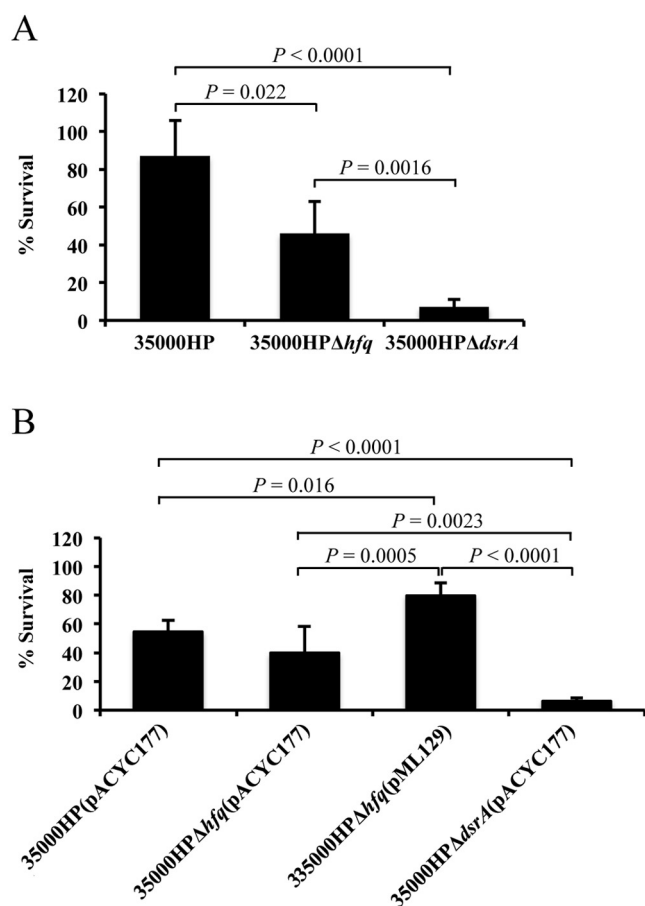 A
P < 0.0001
P = 0.022
P = 0.0016
120
100
80
60
40
20
0
% Survival
35000HP 35000HPΔhfq 35000HPΔdsrA
B
P < 0.0001
P = 0.016
P = 0.0023
P = 0.0005 P < 0.0001
120
100
80
60
40
20
0
% Survival
35000HP(pACYC177)
35000HPΔhfq(pACYC177)
335000HPΔhfq(pML129)
35000HPΔdsrA(pACYC177)